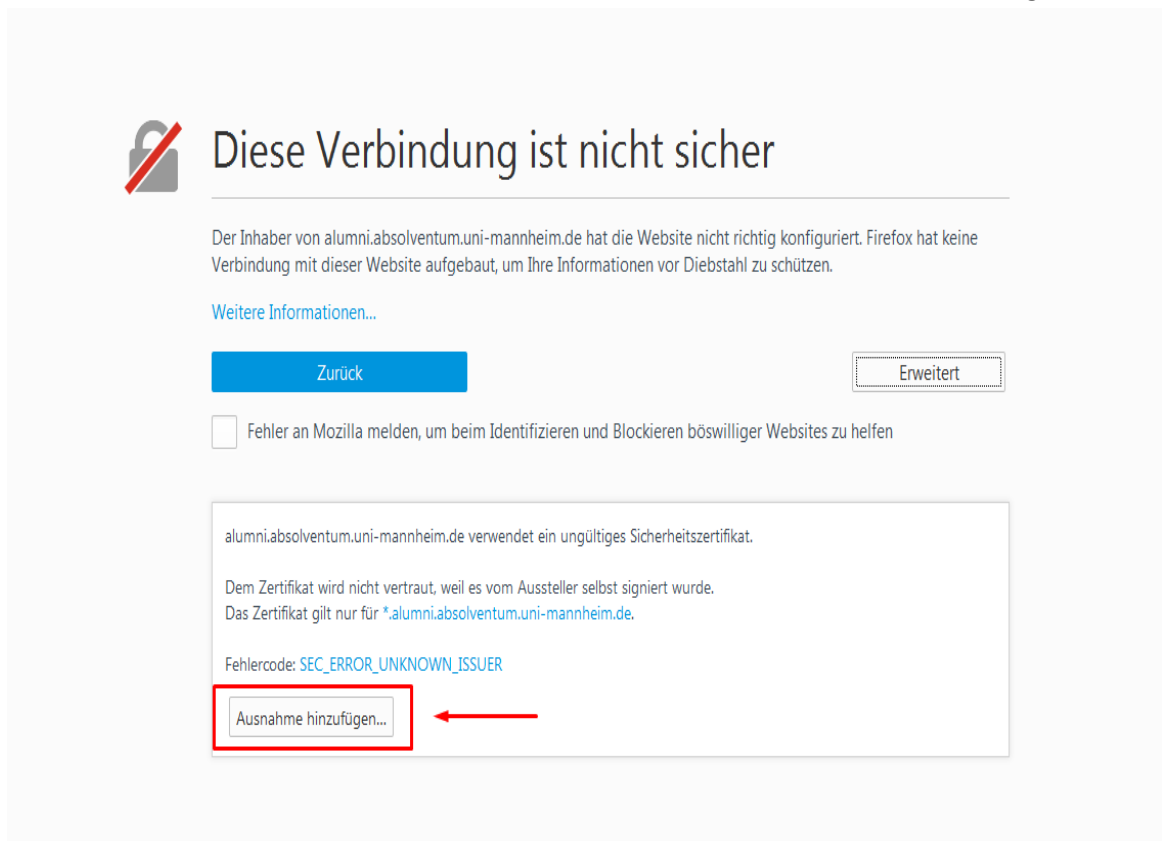 Diese Verbindung ist nicht sicher
Der Inhaber von alumni.absolventum.uni-mannheim.de hat die Website nicht richtig konfiguriert. Firefox hat keine
Verbindung mit dieser Website aufgebaut, um Ihre Informationen vor Diebstahl zu schützen.
Weitere Informationen...
Zurück
Erweitert
Fehler an Mozilla melden, um beim Identifizieren und Blockieren böswilliger Websites zu helfen
alumni.absolventum.uni-mannheim.de verwendet ein ungültiges Sicherheitszertifikat.
Dem Zertifikat wird nicht vertraut, weil es vom Aussteller selbst signiert wurde.
Das Zertifikat gilt nur für *.alumni.absolventum.uni-mannheim.de.
Fehlercode: SEC_ERROR_UNKNOWN_ISSUER
Ausnahme hinzufügen...